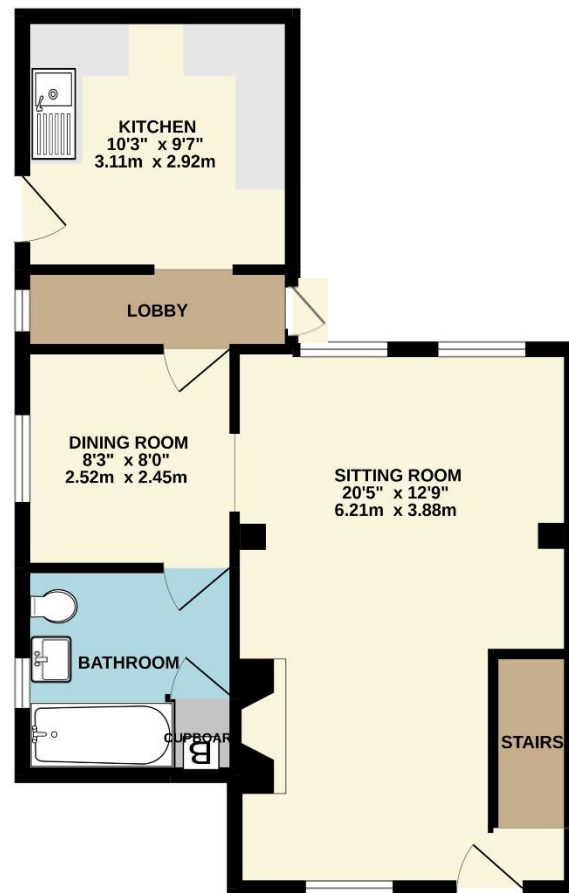 KITCHEN
10'3" x 9'7"
3.11m x 2.92m
LOBBY
DINING ROOM
8'3" x 8'0"
2.52m x 2.45m
SITTING ROOM
20'5" x 12'9"
6.21m x 3.88m
BATHROOM
CUPBOAR
B
STAIRS